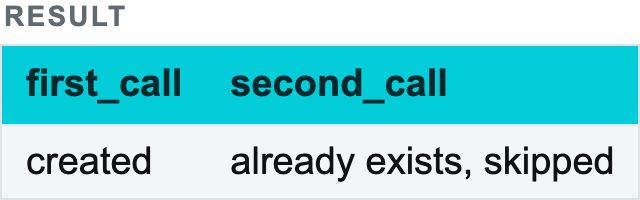 RESULT
first_call second_call
created already exists, skipped